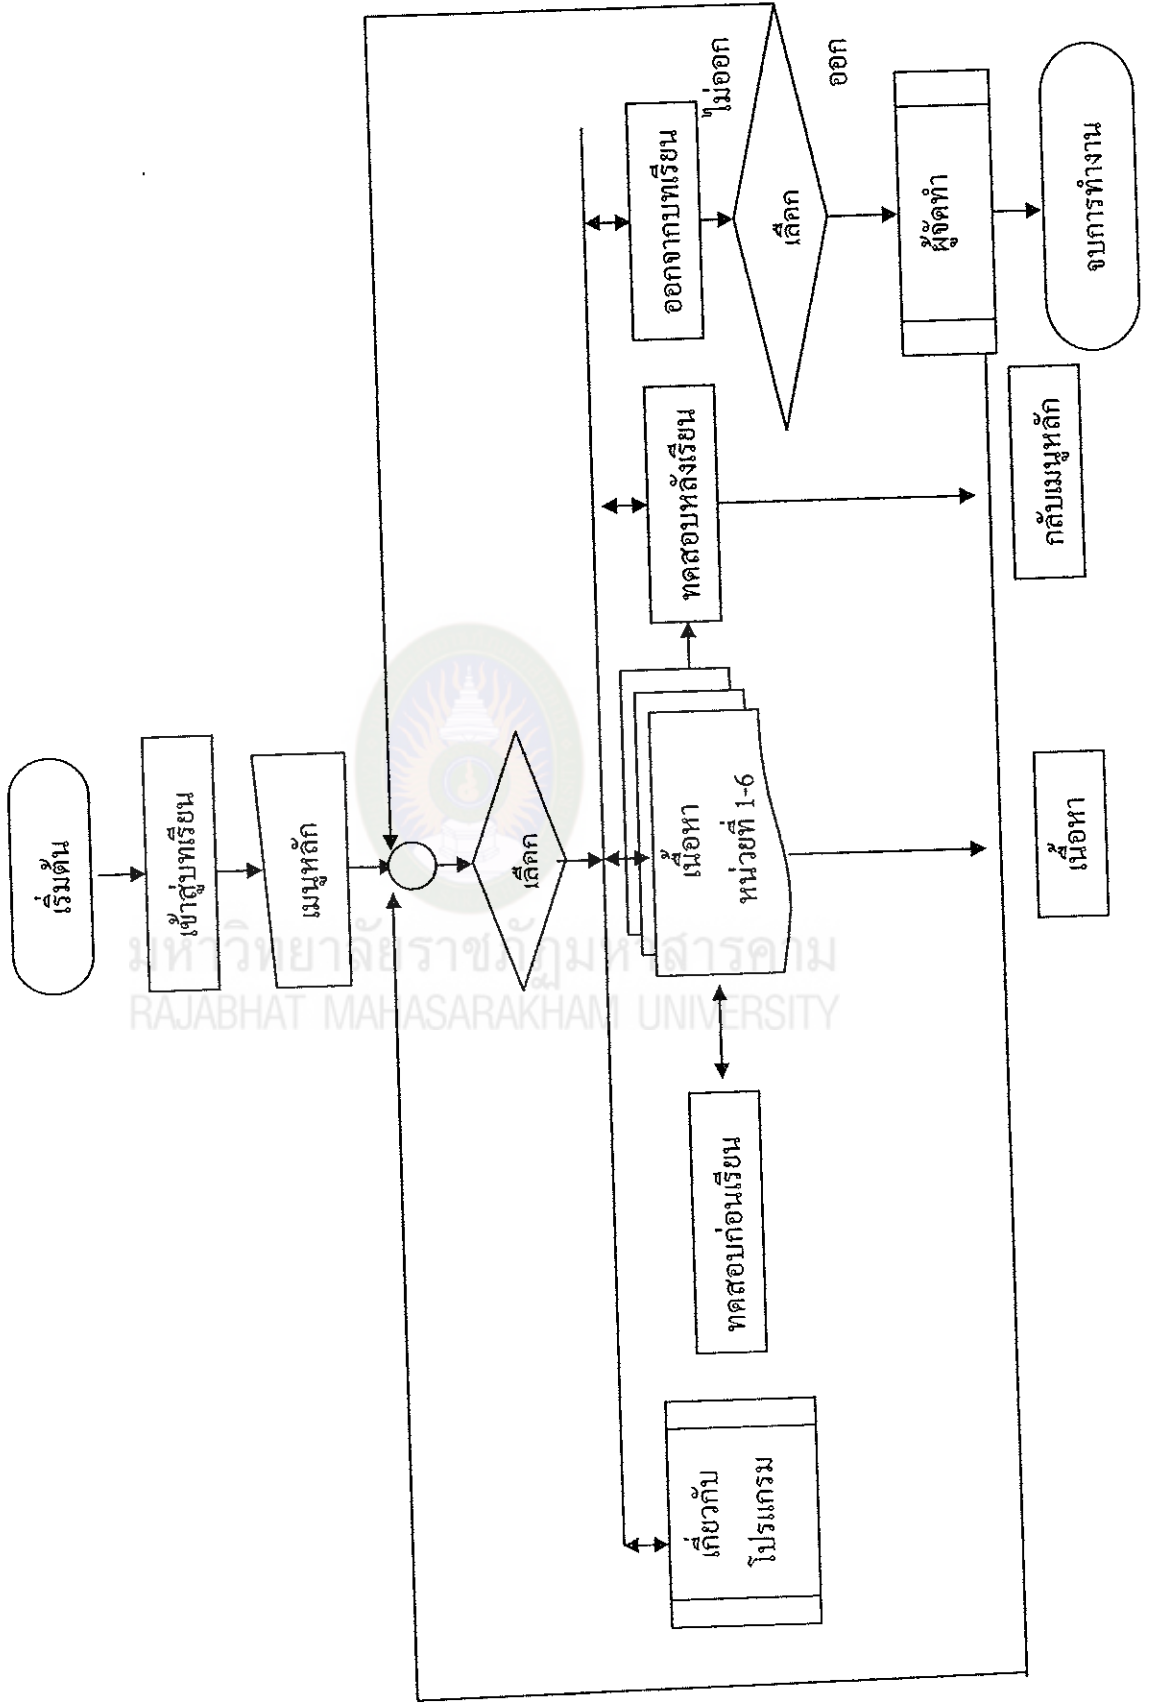 เริ่มต้น
เข้าสู่บทเรียน
เมนูหลัก
เลือก
เกี่ยวกับ
โปรแกรม
ทดสอบก่อนเรียน
เนื้อหา
หน่วยที่ 1-6
ทดสอบหลังเรียน
ออกจากบทเรียน
ไม่ออก
เลือก
ออก
ผู้จัดทำ
จบการทำงาน
เนื้อหา
กลับเมนูหลัก
มหาวิทยาลัยราชภัฏมหาสารคาม
RAJABHAT MAHASARAKHAM UNIVERSITY